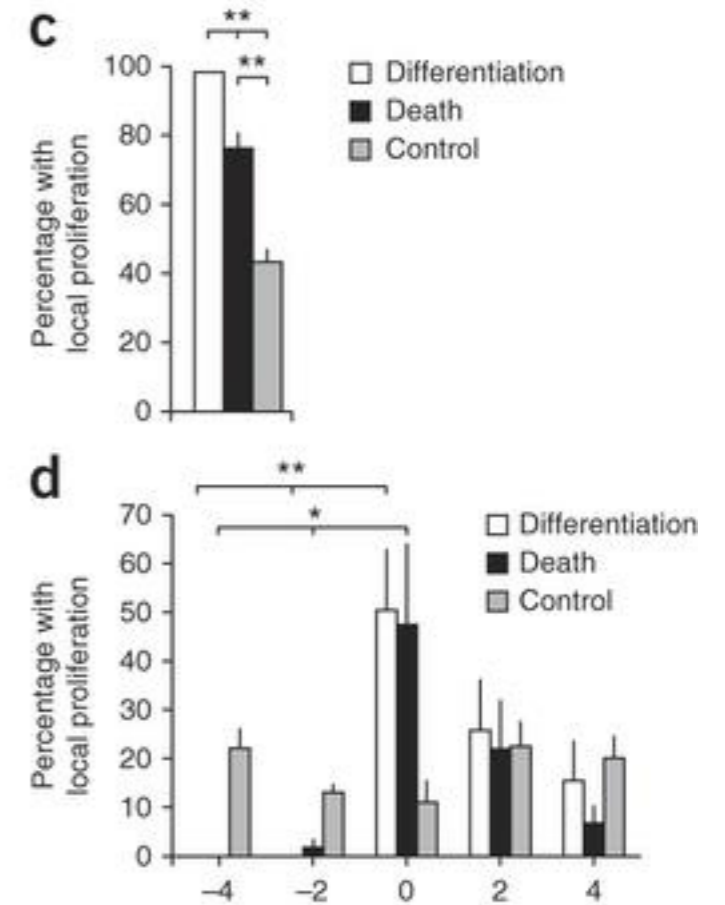 c
**
**
100
80
60
40
20
0
Percentage with
local proliferation
Differentiation
Death
Control
d
**
*
70
60
50
40
30
20
10
0
Percentage with
local proliferation
Differentiation
Death
Control
–4 –2 0 2 4